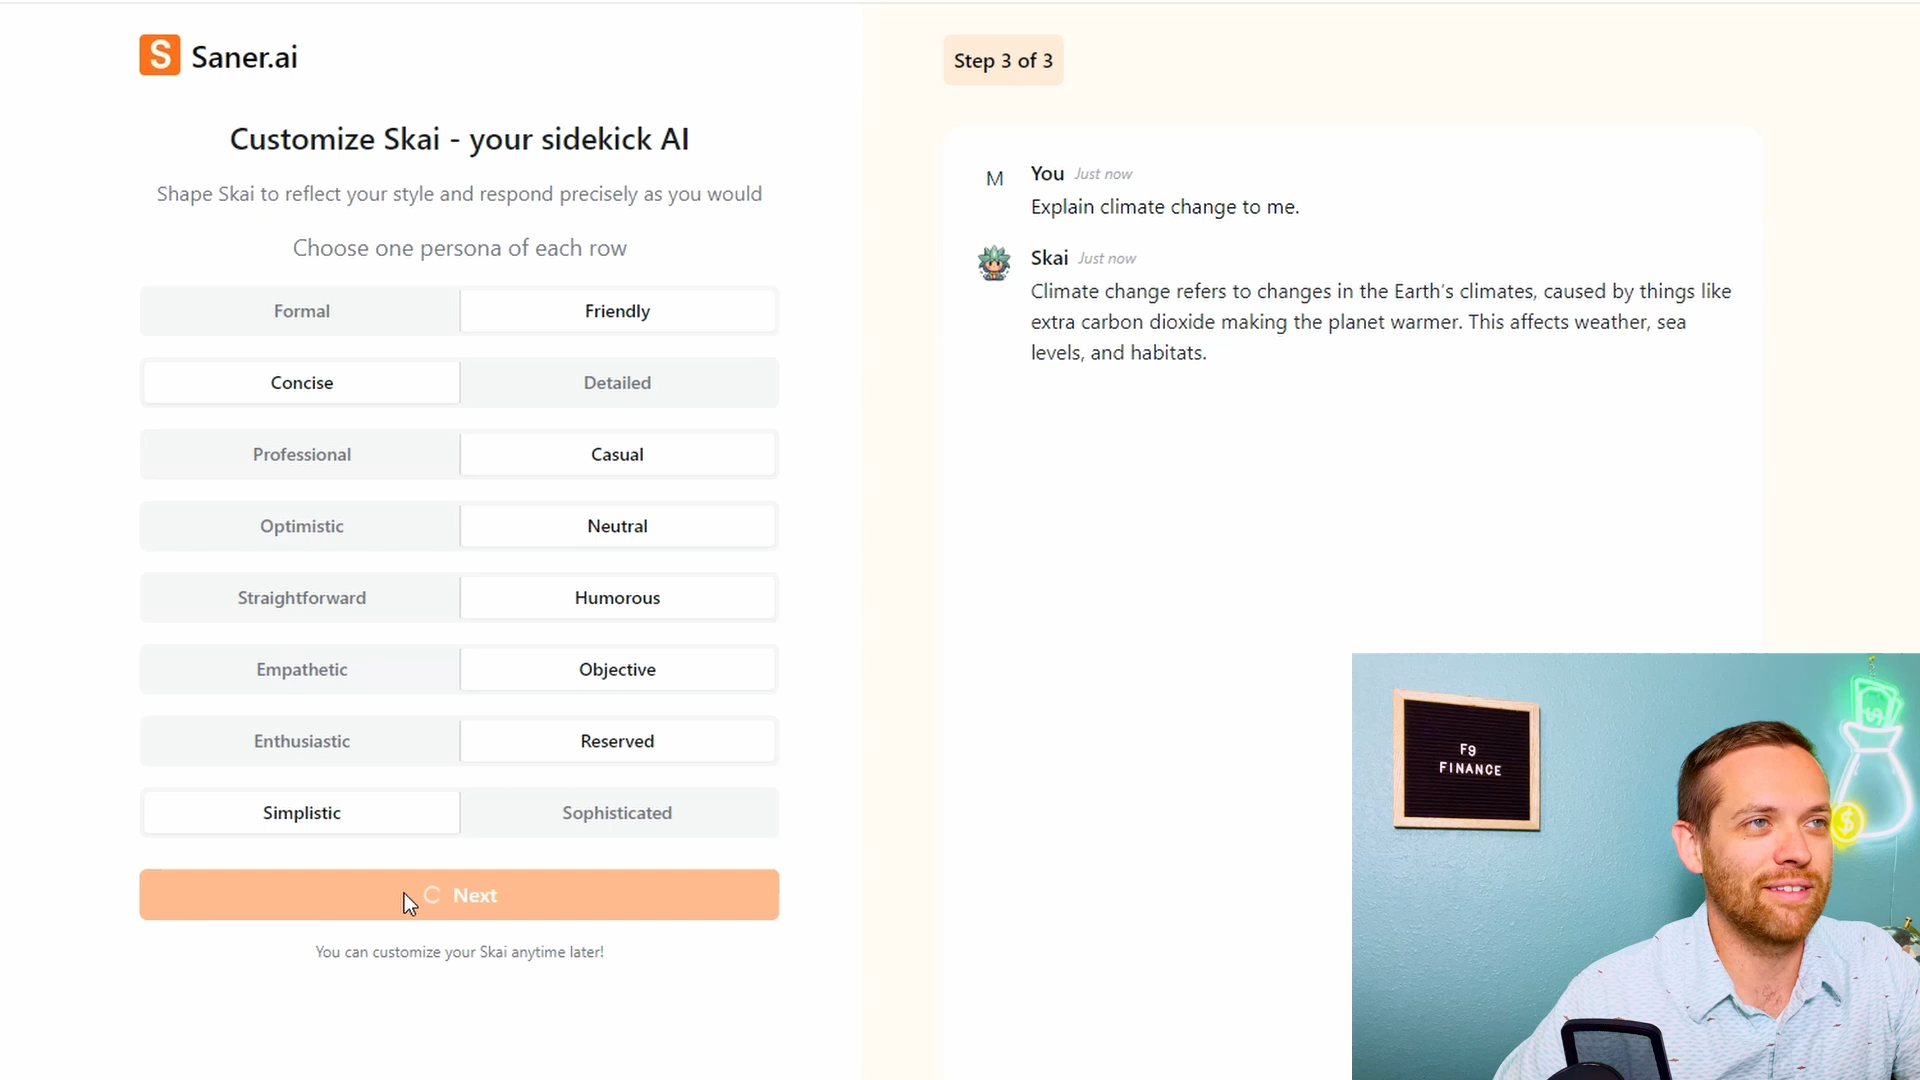 S Saner.ai
Step 3 of 3
Customize Skai - your sidekick AI
Shape Skai to reflect your style and respond precisely as you would
Choose one persona of each row
Formal Friendly
Concise Detailed
Professional Casual
Optimistic Neutral
Straightforward Humorous
Empathetic Objective
Enthusiastic Reserved
Simplistic Sophisticated
Next
You can customize your Skai anytime later!
M You Just now
Explain climate change to me.
Skai Just now
Climate change refers to changes in the Earth's climates, caused by things like
extra carbon dioxide making the planet warmer. This affects weather, sea
levels, and habitats.
F9
FINANCE
$
$